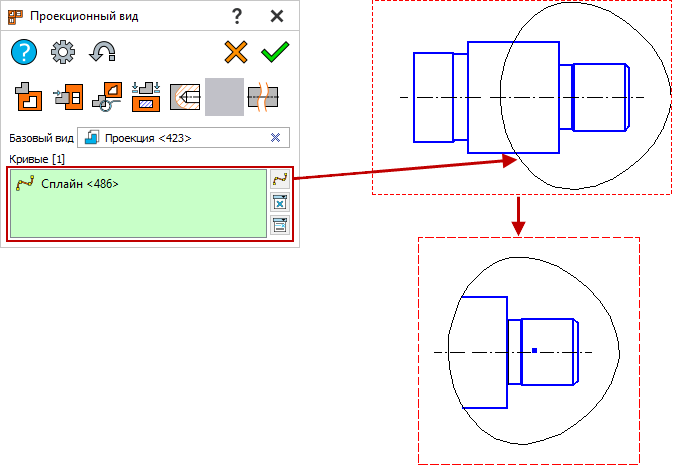 Проекционный вид
Базовый вид Проекция <423>
Кривые [1]
Сплайн <486>